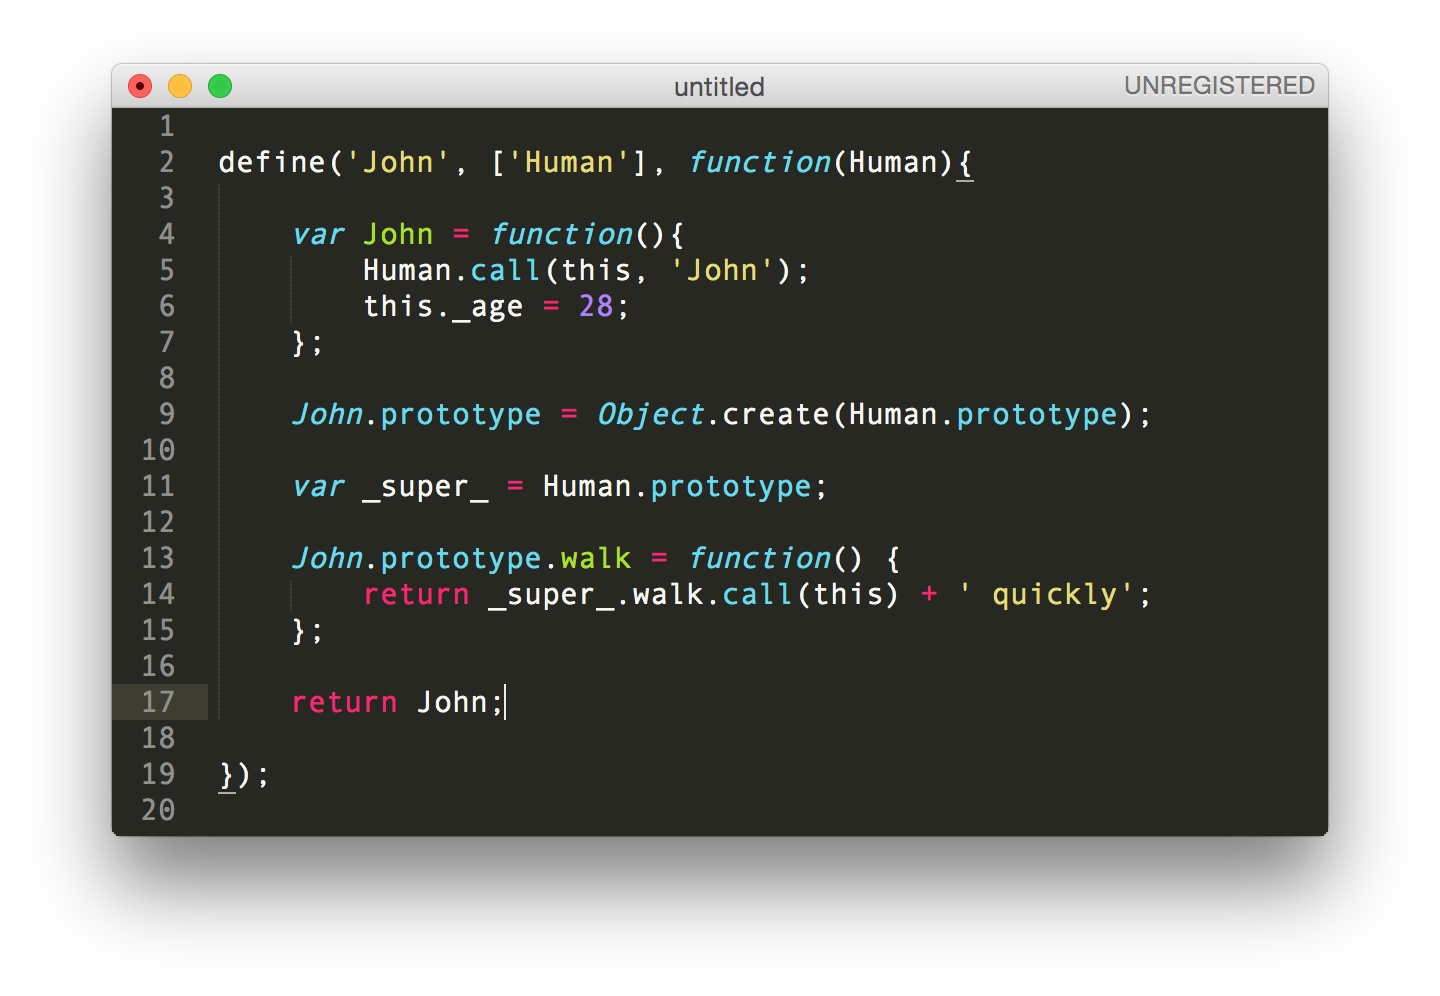 untitled
UNREGISTERED
1
2 define('John', ['Human'], function(Human){
3
4     var John = function(){
5         Human.call(this, 'John');
6         this._age = 28;
7     };
8
9     John.prototype = Object.create(Human.prototype);
10
11     var _super_ = Human.prototype;
12
13     John.prototype.walk = function() {
14         return _super_.walk.call(this) + ' quickly';
15     };
16
17     return John;
18
19 });
20